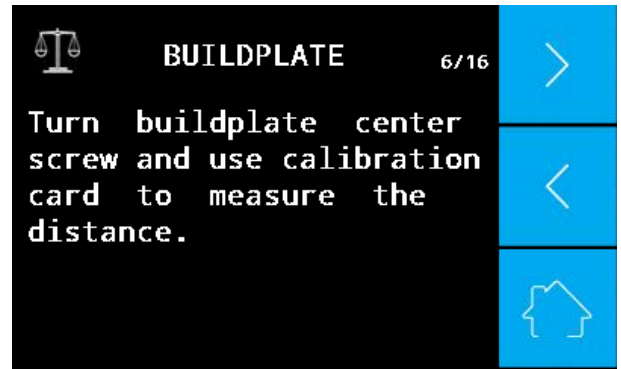 BUILDPLATE 6/16
Turn buildplate center
screw and use calibration
card to measure the
distance.